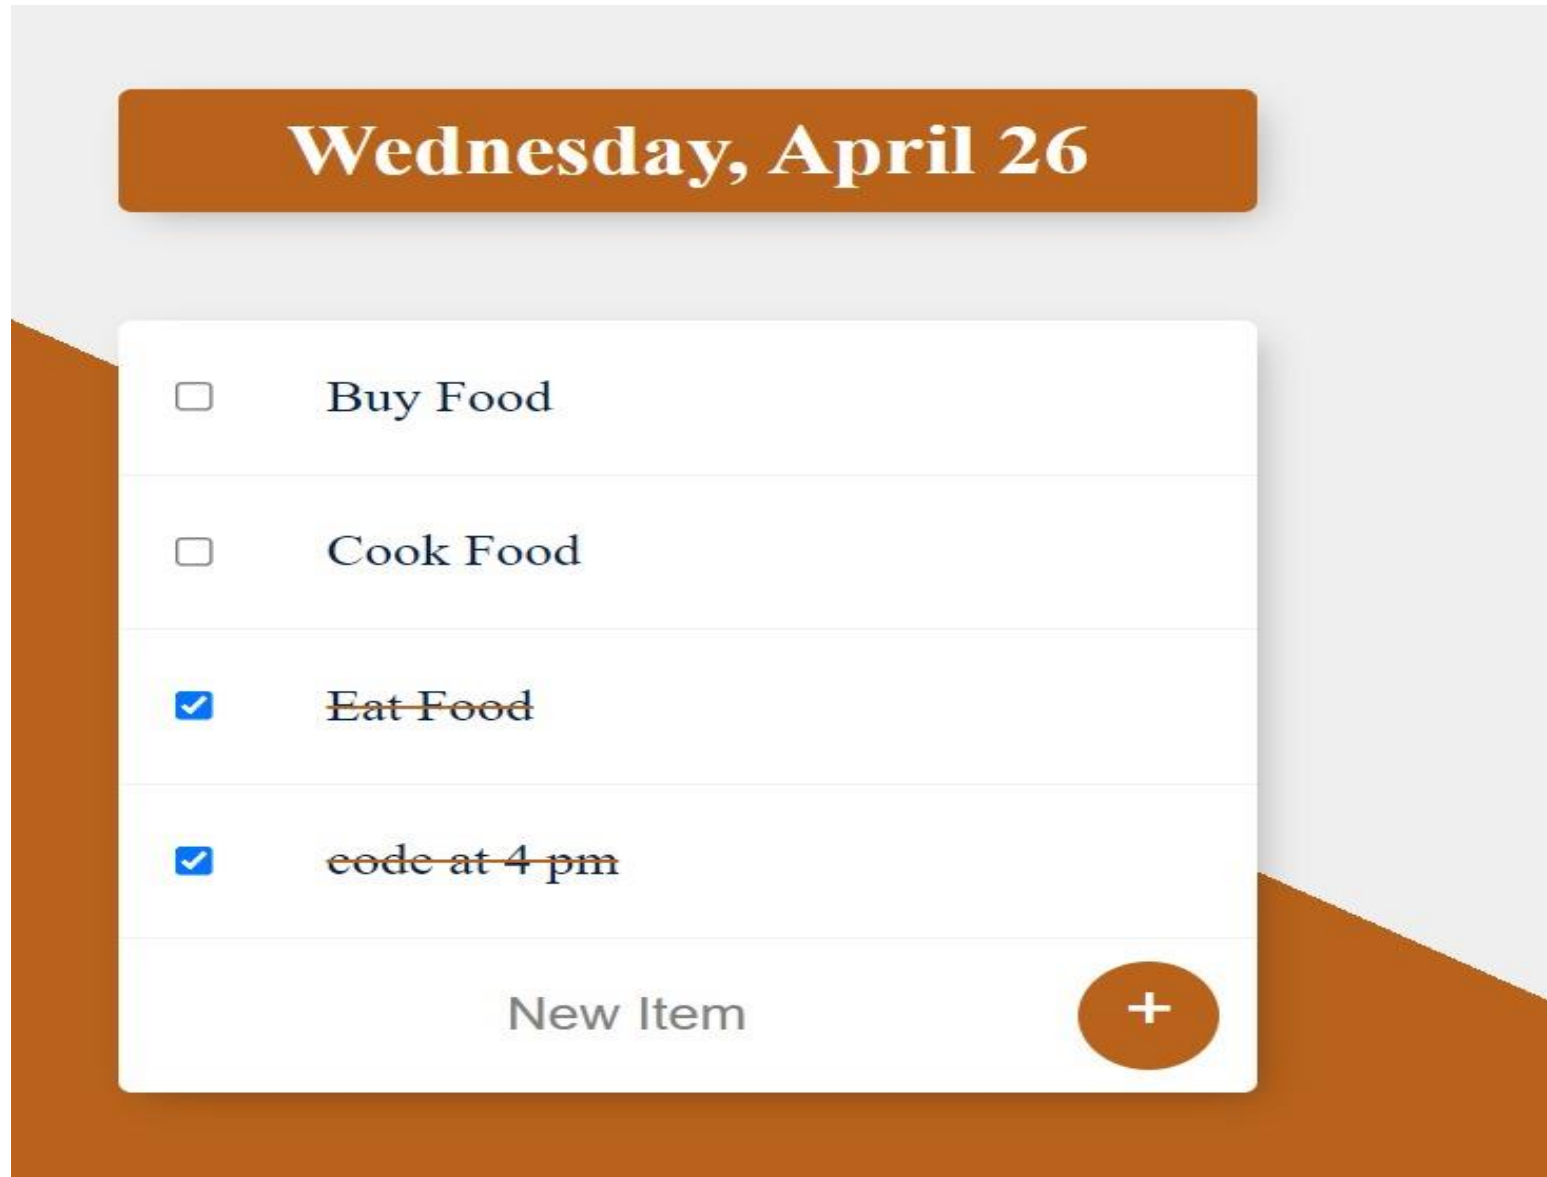 Wednesday, April 26
Buy Food
Cook Food
Eat Food
code at 4 pm
New Item
+